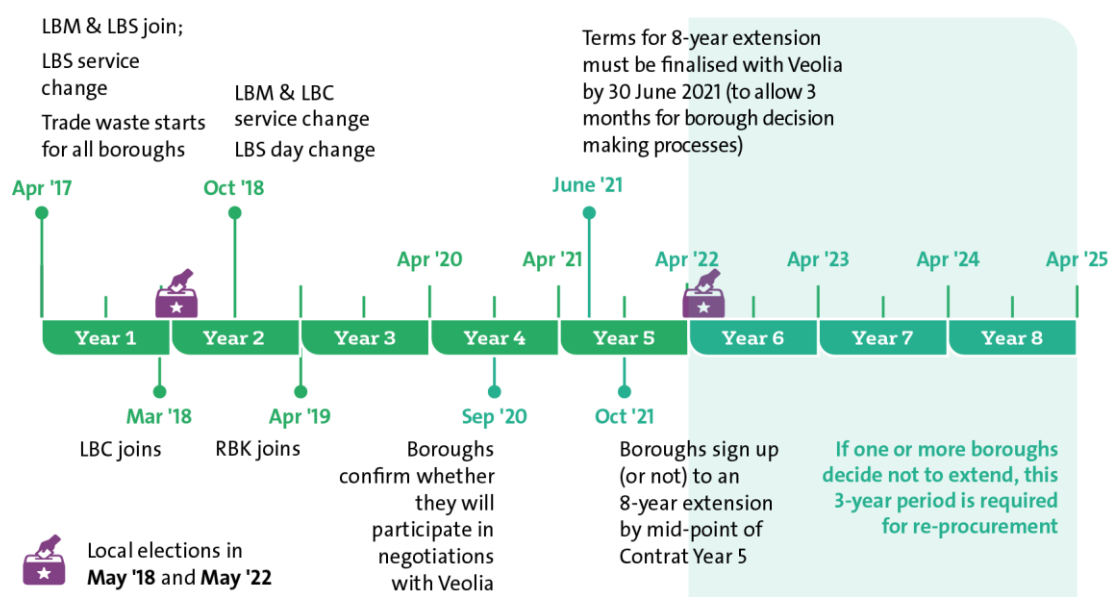 LBM & LBS join;
LBS service
change
Trade waste starts
for all boroughs
LBM & LBC
service change
LBS day change
Terms for 8-year extension
must be finalised with Veolia
by 30 June 2021 (to allow 3
months for borough decision
making processes)
Apr '17
Oct '18
June '21
Apr '20
Apr '21
Apr '22
Apr '23
Apr '24
Apr '25
Year 1
Year 2
Year 3
Year 4
Year 5
Year 6
Year 7
Year 8
Mar '18
LBC joins
Apr '19
RBK joins
Sep '20
Boroughs
confirm whether
they will
participate in
negotiations
with Veolia
Oct '21
Boroughs sign up
(or not) to an
8-year extension
by mid-point of
Contrat Year 5
If one or more boroughs
decide not to extend, this
3-year period is required
for re-procurement
Local elections in
May '18 and May '22